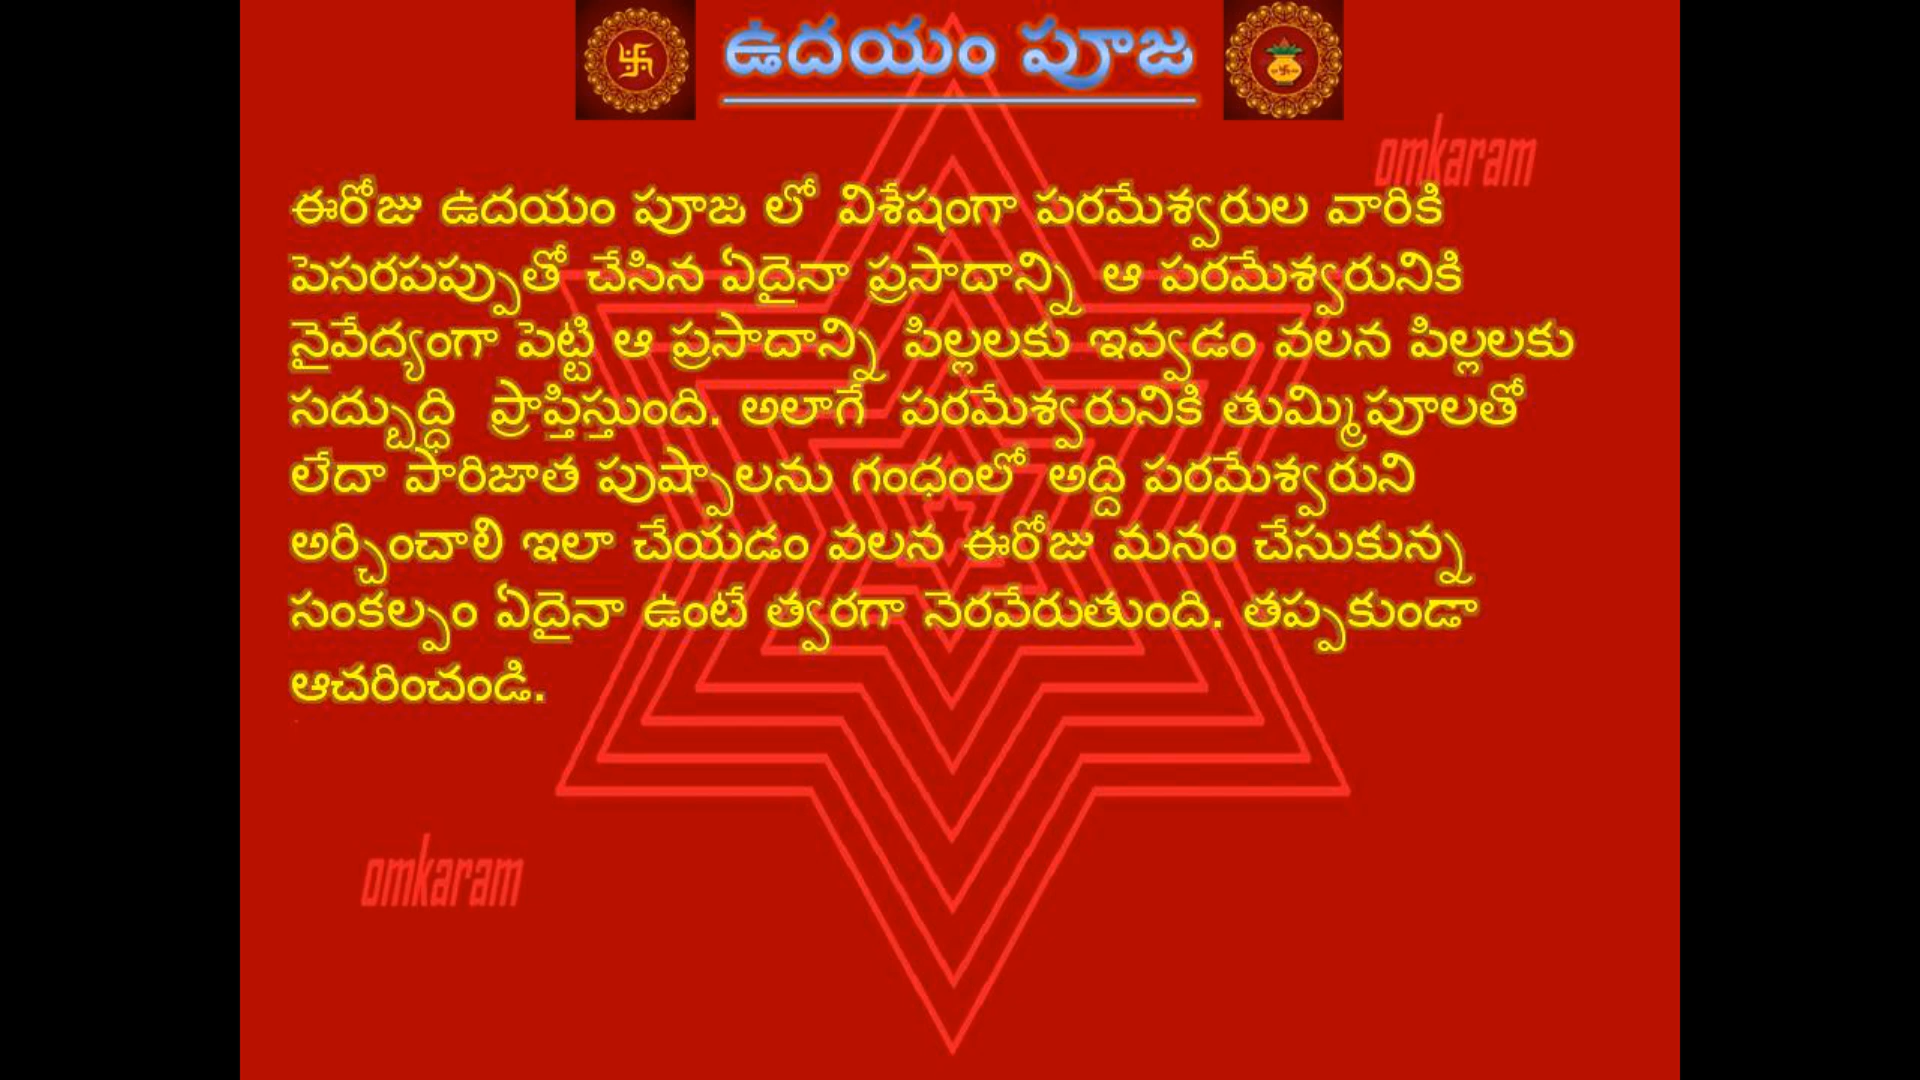 ఉదయం పూజ
omkaram
ఈరోజు ఉదయం పూజ లో విశేషంగా పరమేశ్వరుల వారికి
పెసరపప్పుతో చేసిన ఏదైనా ప్రసాదాన్ని ఆ పరమేశ్వరునికి
నైవేద్యంగా పెట్టి ఆ ప్రసాదాన్ని పిల్లలకు ఇవ్వడం వలన పిల్లలకు
సద్బుద్ధి ప్రాప్తిస్తుంది. అలాగే పరమేశ్వరునికి తుమ్మిపూలతో
లేదా పారిజాత పుష్పాలను గంధంలో అద్ది పరమేశ్వరుని
అర్చించాలి ఇలా చేయడం వలన ఈరోజు మనం చేసుకున్న
సంకల్పం ఏదైనా ఉంటే త్వరగా నెరవేరుతుంది. తప్పకుండా
ఆచరించండి.
omkaram